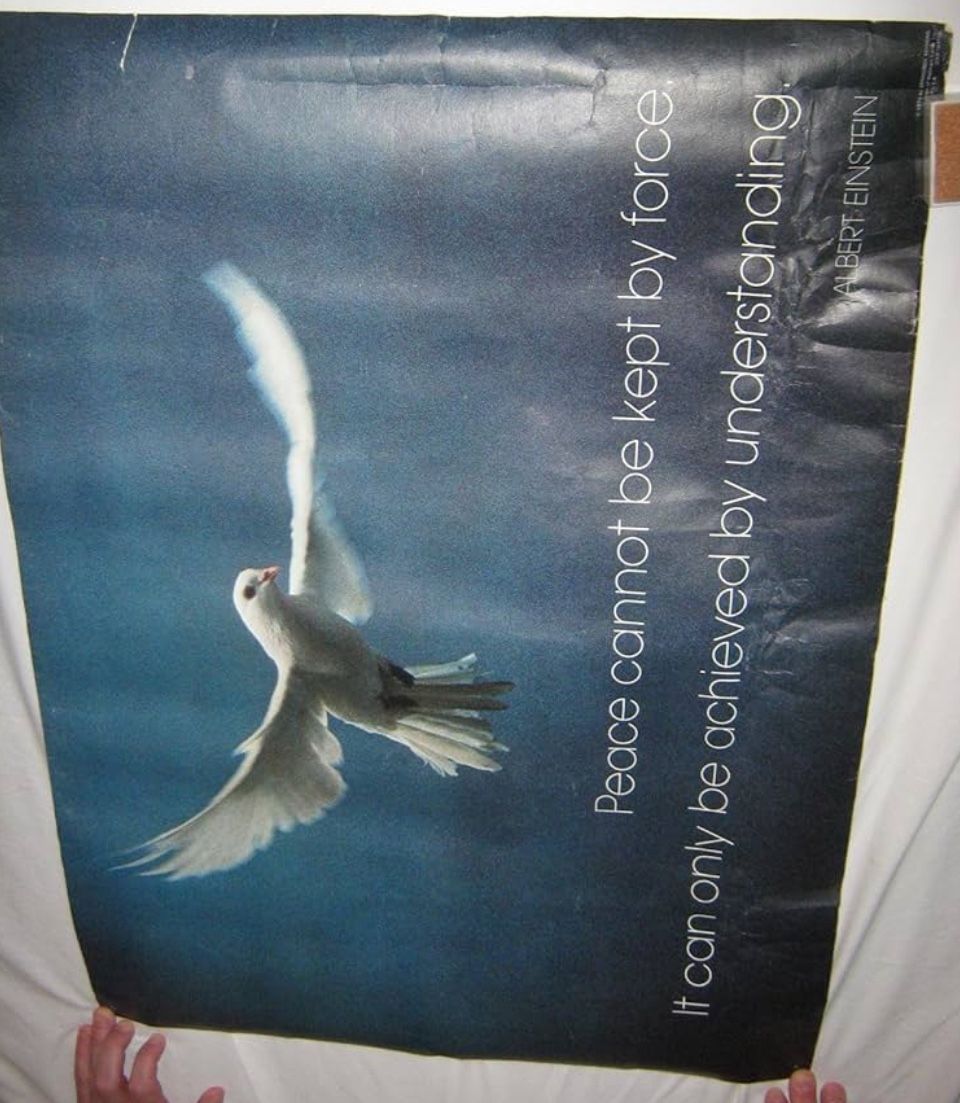 Peace cannot be kept by force.
It can only be achieved by understanding.
ALBERT EINSTEIN